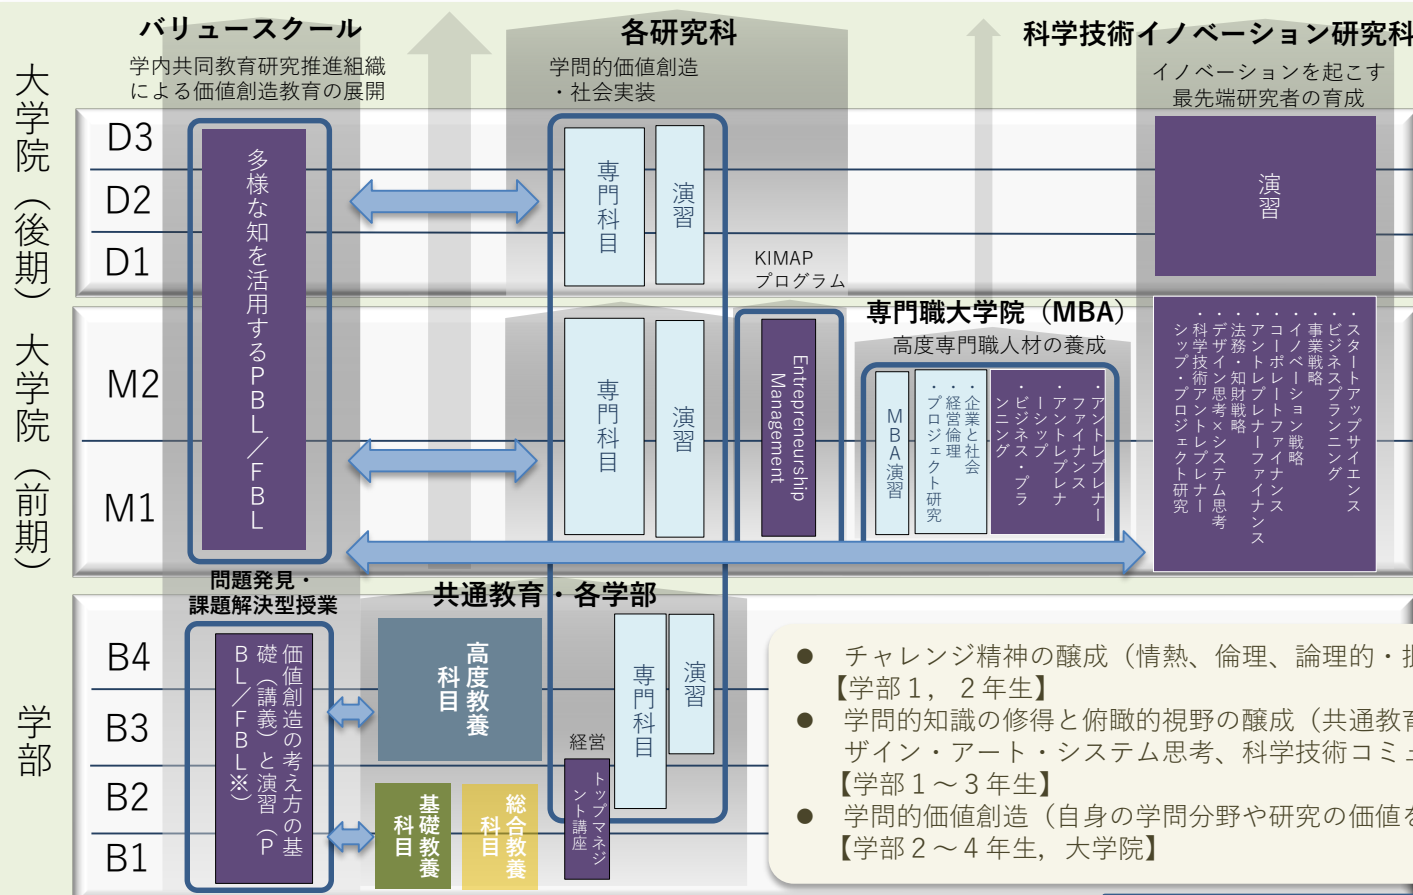 バリュースクール
学内共同教育研究推進組織
による価値創造教育の展開
各研究科
学問的価値創造
・社会実装
科学技術イノベーション研究科
イノベーションを起こす
最先端研究者の育成
大学院（後期）
D3
D2
D1
多様な知を活用するPBL／FBL
専門科目
演習
演習
KIMAP
プログラム
専門職大学院（MBA）
高度専門職人材の養成
大学院（前期）
M2
M1
専門科目
演習
Entrepreneurship
Management
MBA演習
・企業と社会
・経営倫理
・プロジェクト研究
・アントレプレナー
ファイナンス
・アントレプレナ
ーシップ
・ビジネス・プラ
ンニング
・スタートアップサイエンス
・ビジネスプランニング
・事業戦略
・イノベーション戦略
・コーポレートファイナンス
・アントレプレナーファイナンス
・法務・知財戦略
・デザイン思考×システム思考
・科学技術アントレプレナー
シップ・プロジェクト研究
問題発見・
課題解決型授業
共通教育・各学部
学部
B4
B3
B2
B1
価値創造の考え方の基
礎（講義）と演習（P
BL／FBL※）
高度教養
科目
基礎教養
科目
総合教養
科目
経営
トップマネジ
ント講座
専門科目
演習
● チャレンジ精神の醸成（情熱、倫理、論理的・
【学部１，２年生】
● 学問的知識の修得と俯瞰的視野の醸成（共通教育
ザイン・アート・システム思考、科学技術コミュ
【学部１～３年生】
● 学問的価値創造（自身の学問分野や研究の価値を
【学部２～４年生，大学院】